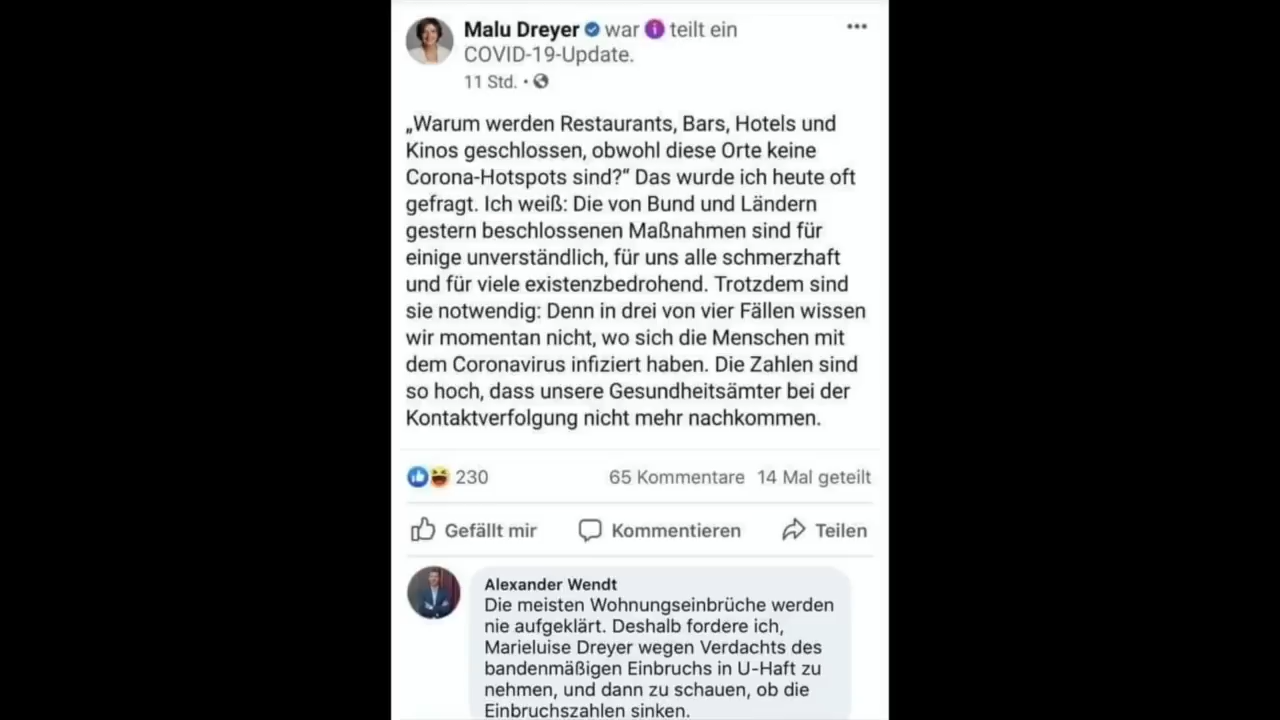 Malu Dreyer war i teilt ein
COVID-19-Update.
11 Std. ·
„Warum werden Restaurants, Bars, Hotels und
Kinos geschlossen, obwohl diese Orte keine
Corona-Hotspots sind?“ Das wurde ich heute oft
gefragt. Ich weiß: Die von Bund und Ländern
gestern beschlossenen Maßnahmen sind für
einige unverständlich, für uns alle schmerzhaft
und für viele existenzbedrohend. Trotzdem sind
sie notwendig: Denn in drei von vier Fällen wissen
wir momentan nicht, wo sich die Menschen mit
dem Coronavirus infiziert haben. Die Zahlen sind
so hoch, dass unsere Gesundheitsämter bei der
Kontaktverfolgung nicht mehr nachkommen.
230 65 Kommentare 14 Mal geteilt
Gefällt mir Kommentieren Teilen
Alexander Wendt
Die meisten Wohnungseinbrüche werden
nie aufgeklärt. Deshalb fordere ich,
Marieluise Dreyer wegen Verdachts des
bandenmäßigen Einbruchs in U-Haft zu
nehmen, und dann zu schauen, ob die
Einbruchszahlen sinken.